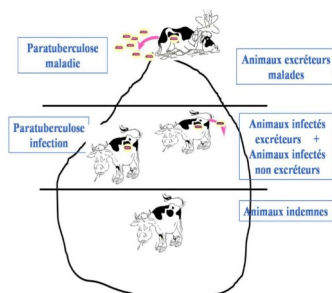 Paratuberculose
maladie
Animaux excréteurs
malades
Paratuberculose
infection
Animaux infectés
excréteurs +
Animaux infectés
non excréteurs
Animaux indemnes